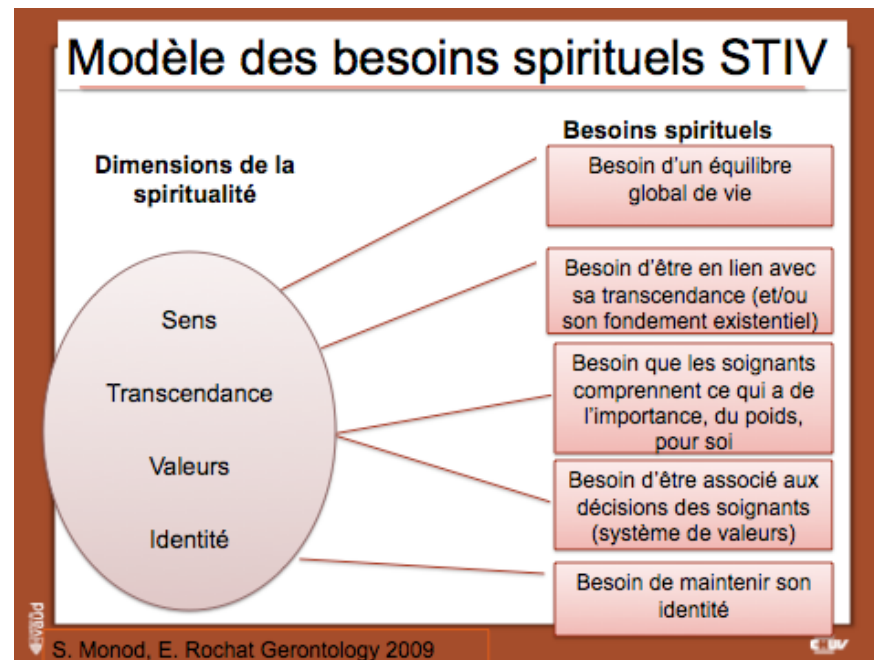 Modèle des besoins spirituels STIV
Dimensions de la
spiritualité
Sens
Transcendance
Valeurs
Identité
Besoins spirituels
Besoin d'un équilibre
global de vie
Besoin d'être en lien avec
sa transcendance (et/ou
son fondement existentiel)
Besoin que les soignants
comprennent ce qui a de
l'importance, du poids,
pour soi
Besoin d'être associé aux
décisions des soignants
(système de valeurs)
Besoin de maintenir son
identité
S. Monod, E. Rochat Gerontology 2009